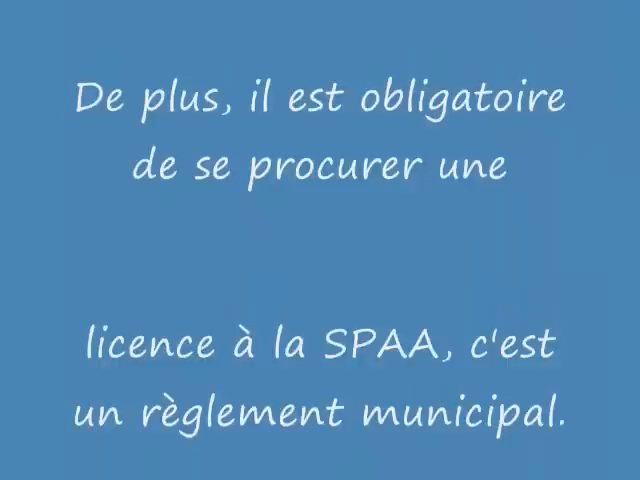 De plus, il est obligatoire
de se procurer une
licence à la SPAA, c'est
un règlement municipal.